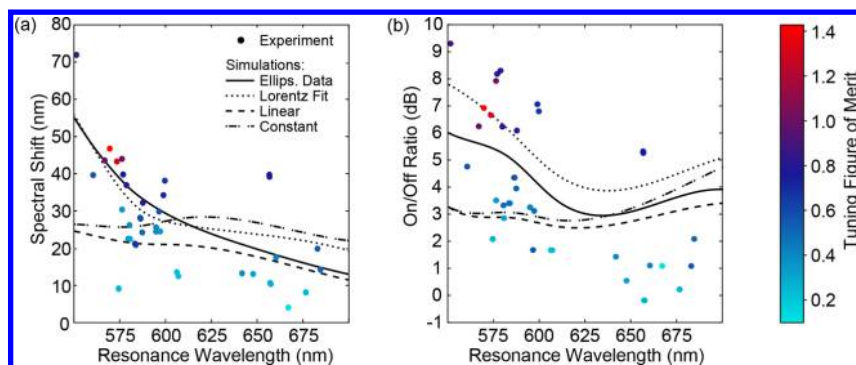 (a)
80
70
60
50
40
30
20
10
0
Spectral Shift (nm)
575 600 625 650 675
Resonance Wavelength (nm)
Experiment
Simulations:
Ellips. Data
Lorentz Fit
Linear
Constant
(b)
10
9
8
7
6
5
4
3
2
1
0
-1
On/Off Ratio (dB)
575 600 625 650 675
Resonance Wavelength (nm)
1.4
1.2
1.0
0.8
0.6
0.4
0.2
Tuning Figure of Merit